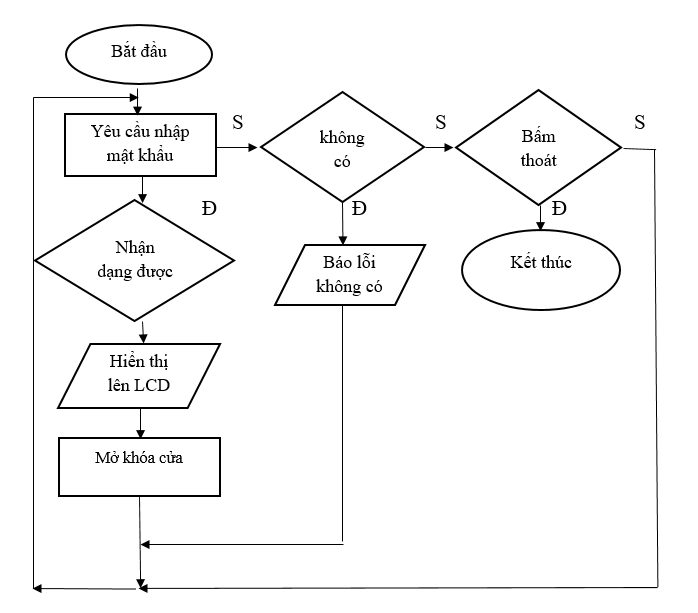 Bắt đầu
Yêu cầu nhập
mật khẩu
S
không
có
S
Bấm
thoát
S
Đ
Nhận
dạng được
Đ
Báo lỗi
không có
Đ
Kết thúc
Hiển thị
lên LCD
Mở khóa cửa